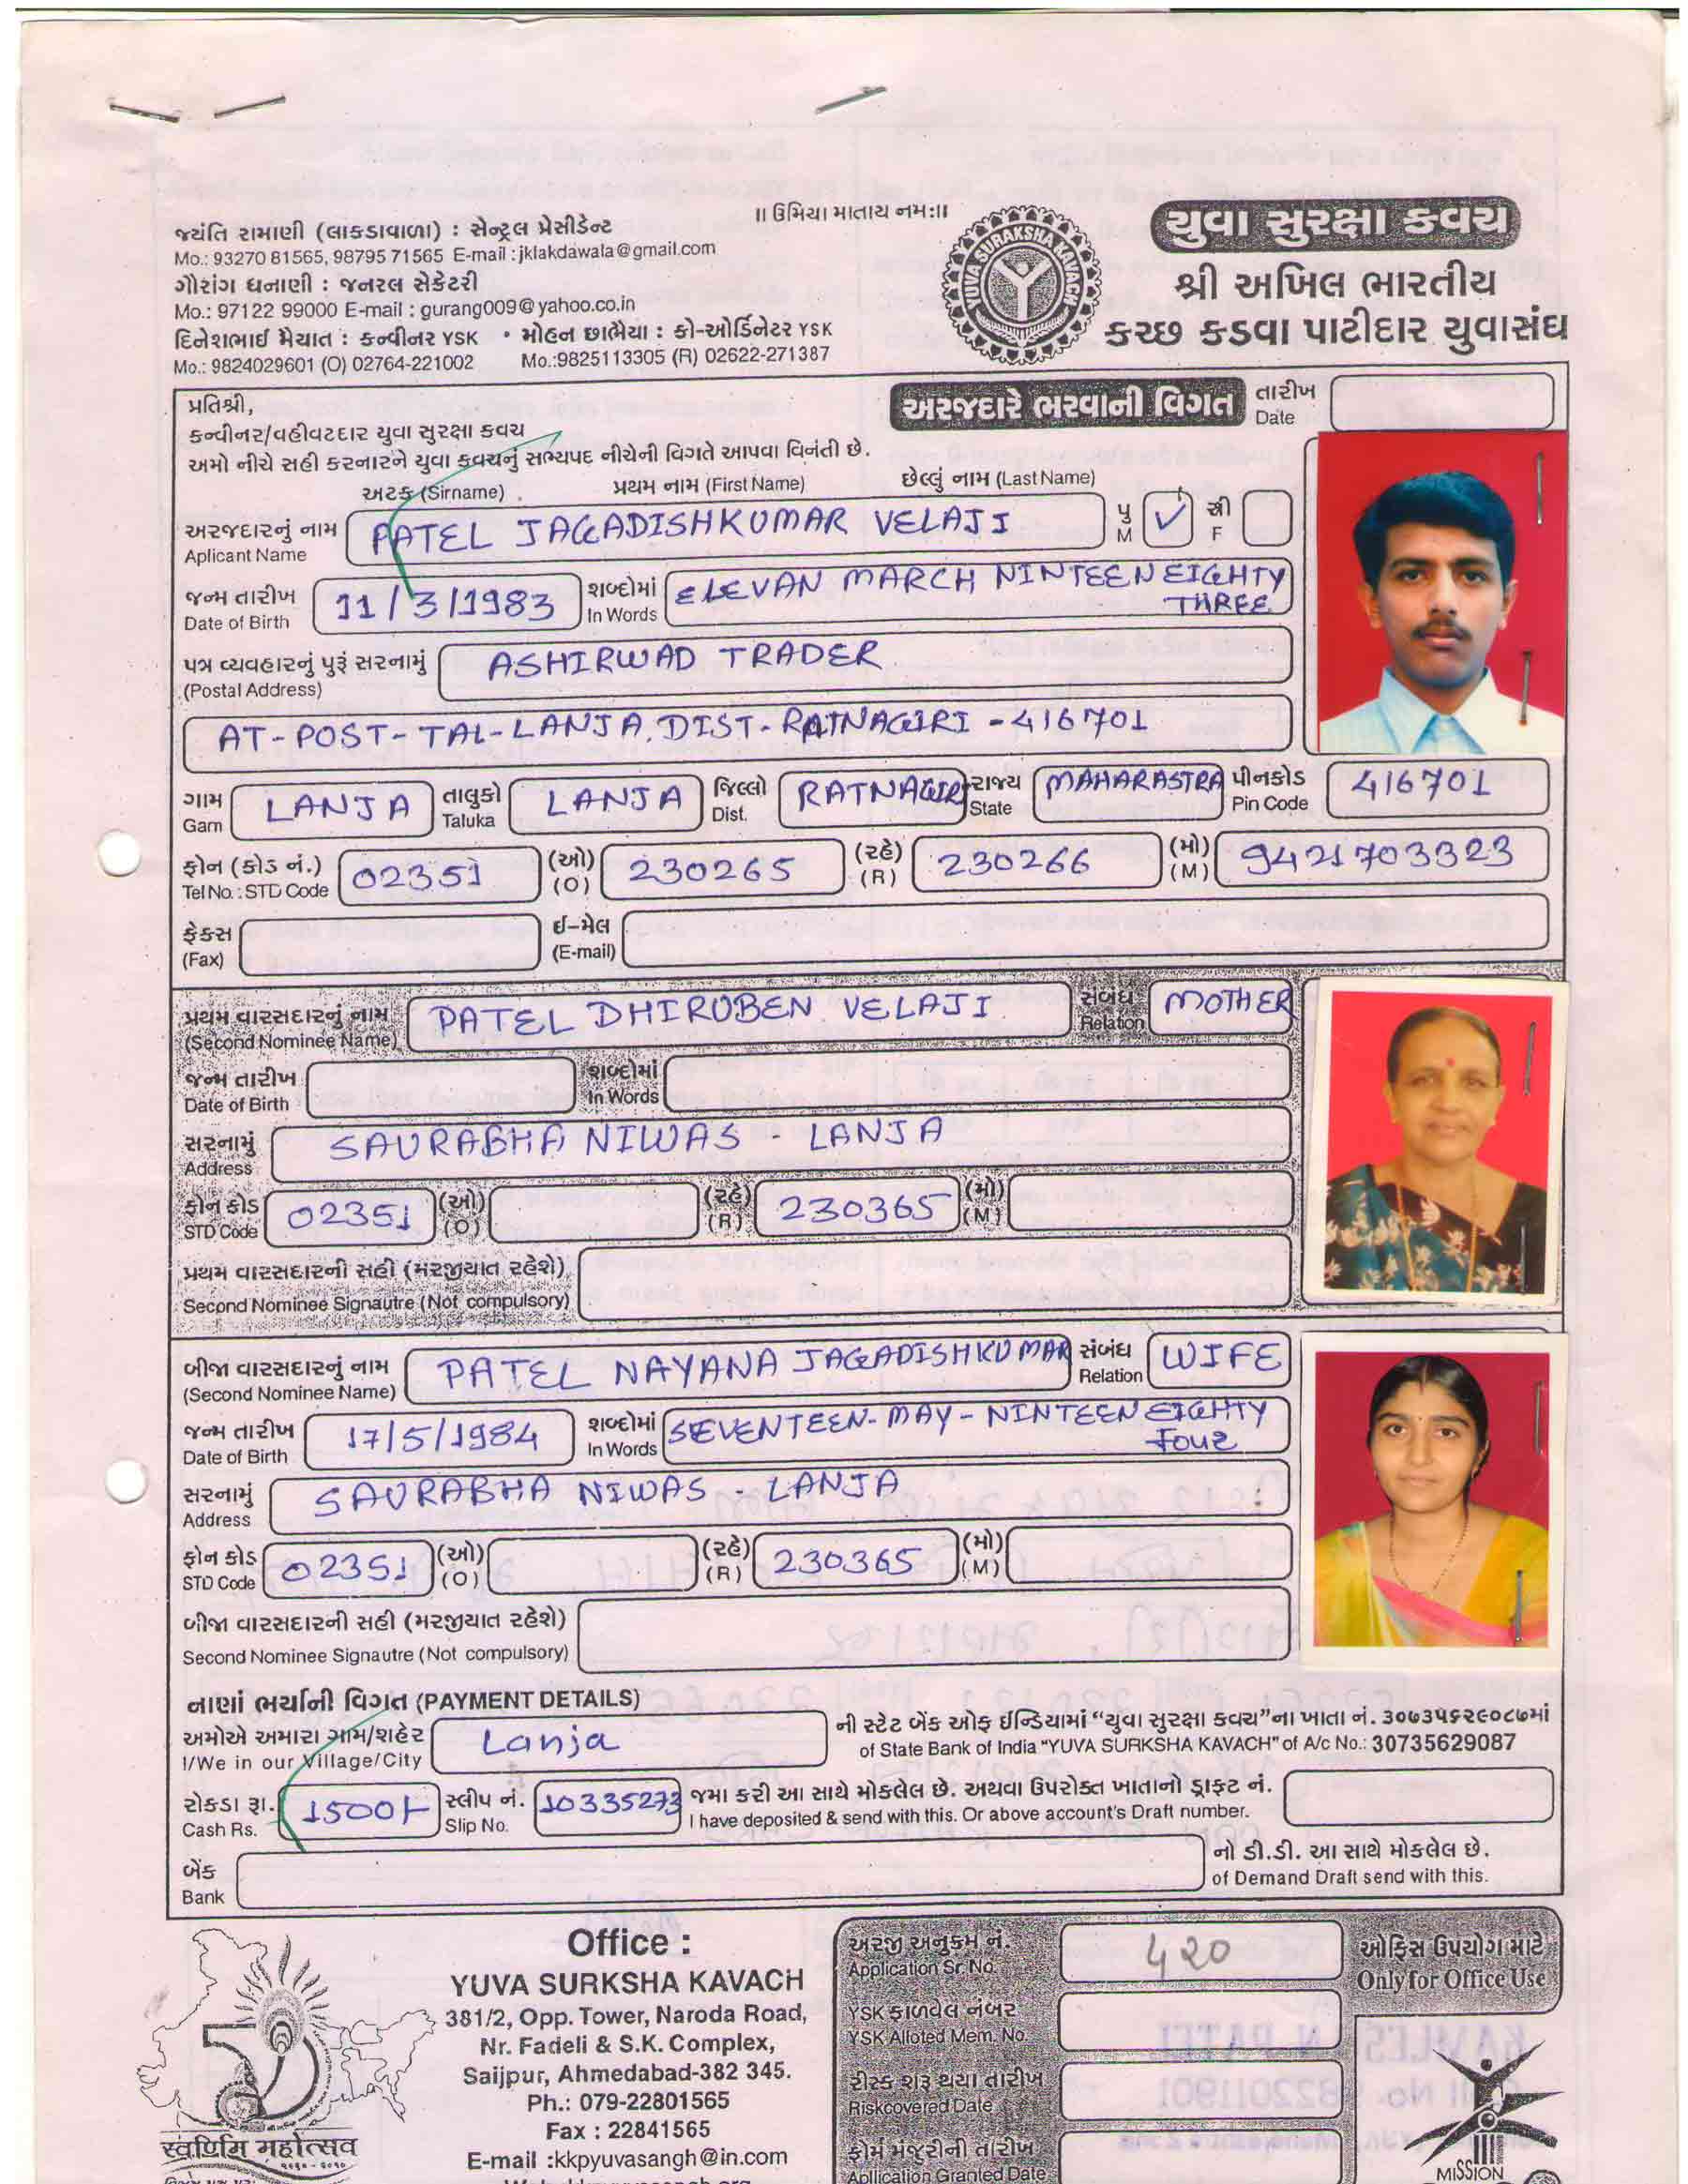 ॥ ઉમિયા માતાય નમઃ॥
જયંતિ રામાણી (લાકડાવાળા) : સેન્ટ્રલ પ્રેસીડેન્ટ
Mo.: 93270 81565, 98795 71565 E-mail : jklakdawala@gmail.com
ગૌરાંગ ધનાણી : જનરલ સેક્રેટરી
Mo.: 97122 99000 E-mail : gurang009@yahoo.co.in
દિનેશભાઈ મૈયાત : કન્વીનર YSK • મોહન છાભૈયા : કો-ઓર્ડિનેટર YSK
Mo.: 9824029601 (O) 02764-221002 Mo.:9825113305 (R) 02622-271387
YUVA SURAKSHA KAVACH
યુવા સુરક્ષા કવચ
શ્રી અખિલ ભારતીય
કચ્છ કડવા પાટીદાર યુવાસંઘ
પ્રતિશ્રી,
અરજદારે ભરવાની વિગત
તારીખ
Date
કન્વીનર/વહીવટદાર યુવા સુરક્ષા કવચ
અમો નીચે સહી કરનારને યુવા કવચનું સભ્યપદ નીચેની વિગતે આપવા વિનંતી છે.
અટક (Sirname) પ્રથમ નામ (First Name) છેલ્લું નામ (Last Name)
અરજદારનું નામ PATEL JAGADISHKUMAR VELAJI પુ ✓ સ્ત્રી
Aplicant Name M F
જન્મ તારીખ 11/3/1983 શબ્દોમાં ELEVAN MARCH NINTEEN EIGHTY
Date of Birth In Words THREE
પત્ર વ્યવહારનું પુરૂં સરનામું ASHIRWAD TRADER
(Postal Address)
AT-POST-TAL-LANJA, DIST-RATNAGIRI - 416701
ગામ LANJA તાલુકો LANJA જિલ્લો RATNAGIRI રાજ્ય MAHARASTRA પીનકોડ 416701
Gam Taluka Dist. State Pin Code
ફોન (કોડ નં.) 02351 (ઓ) 230265 (રહે) 230266 (મો) 9421703323
Tel No. : STD Code (O) (R) (M)
ફેકસ ઈ-મેલ
(Fax) (E-mail)
પ્રથમ વારસદારનું નામ PATEL DHIRUBEN VELAJI સંબંધ MOTHER
(Second Nominee Name) Relation
જન્મ તારીખ શબ્દોમાં
Date of Birth In Words
સરનામું SAURABHA NIWAS - LANJA
Address
ફોન કોડ 02351 (ઓ) (રહે) 230365 (મો)
STD Code (O) (R) (M)
પ્રથમ વારસદારની સહી (મરજીયાત રહેશે)
Second Nominee Signautre (Not compulsory)
બીજા વારસદારનું નામ PATEL NAYANA JAGADISHKUMAR સંબંધ WIFE
(Second Nominee Name) Relation
જન્મ તારીખ 17/5/1984 શબ્દોમાં SEVENTEEN-MAY-NINTEEN EIGHTY
Date of Birth In Words Four
સરનામું SAURABHA NIWAS - LANJA
Address
ફોન કોડ 02351 (ઓ) (રહે) 230365 (મો)
STD Code (O) (R) (M)
બીજા વારસદારની સહી (મરજીયાત રહેશે)
Second Nominee Signautre (Not compulsory)
નાણાં ભર્યાની વિગત (PAYMENT DETAILS)
અમોએ અમારા ગામ/શહેર Lanja ની સ્ટેટ બેંક ઓફ ઈન્ડિયામાં “યુવા સુરક્ષા કવચ”ના ખાતા નં. ૩૦૭૩૫૬૨૯૦૮૭માં
I/We in our Village/City of State Bank of India "YUVA SURKSHA KAVACH" of A/c No.: 30735629087
રોકડા રૂા. 1500/- સ્લીપ નં. 10335273 જમા કરી આ સાથે મોકલેલ છે. અથવા ઉપરોક્ત ખાતાનો ડ્રાફ્ટ નં.
Cash Rs. Slip No. I have deposited & send with this. Or above account's Draft number.
બેંક નો ડી.ડી. આ સાથે મોકલેલ છે.
Bank of Demand Draft send with this.
स्वर्णिम महोत्सव
Office :
YUVA SURKSHA KAVACH
381/2, Opp. Tower, Naroda Road,
Nr. Fadeli & S.K. Complex,
Saijpur, Ahmedabad-382 345.
Ph.: 079-22801565
Fax : 22841565
E-mail :kkpyuvasangh@in.com
અરજી અનુક્રમ નં. 420
Application Sr. No.
YSK ફાળવેલ નંબર
YSK Alloted Mem. No.
રીસ્ક શરૂ થયા તારીખ
Riskcovered Date
ફોર્મ મંજુરીની તારીખ
Apllication Granted Date
ઓફિસ ઉપયોગ માટે
Only for Office Use
MISSION